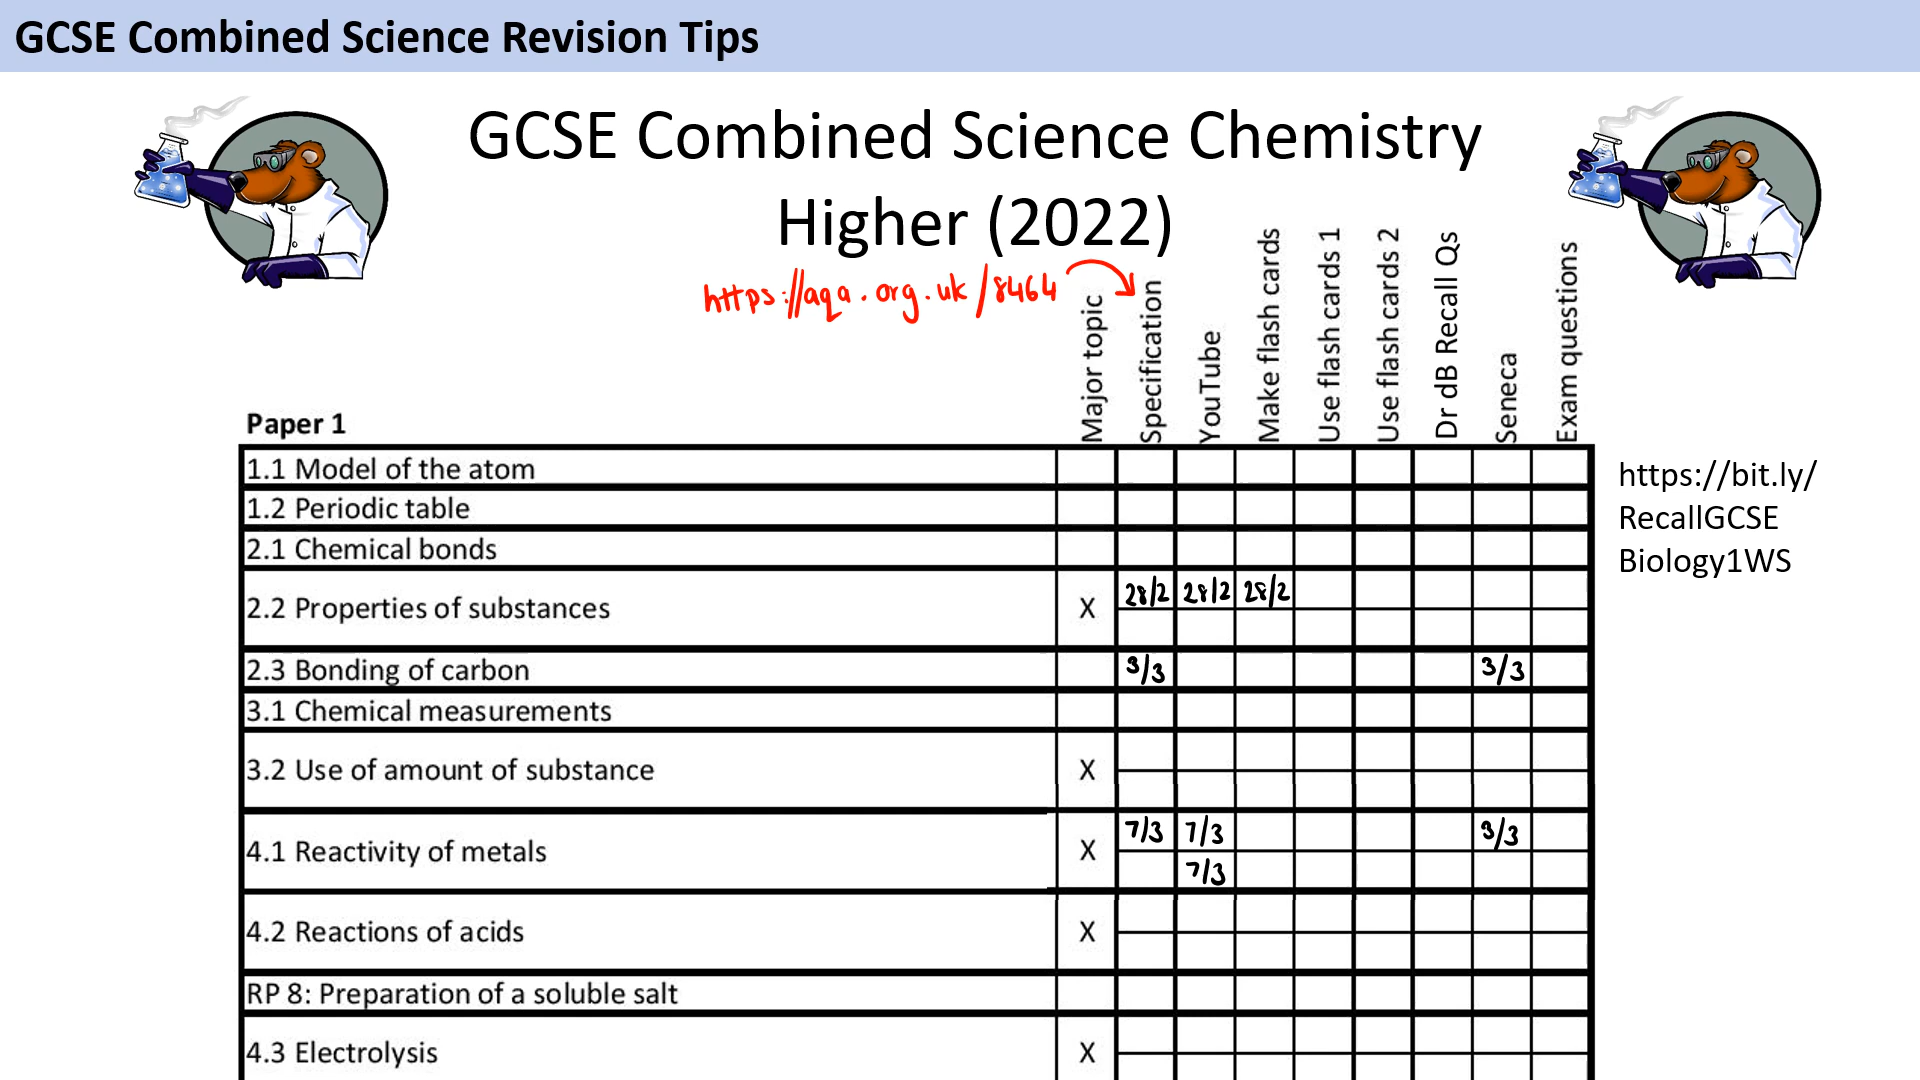 GCSE Combined Science Revision Tips
GCSE Combined Science Chemistry
Higher (2022)
https://aqa.org.uk/8464
Major topic
Specification
YouTube
Make flash cards
Use flash cards 1
Use flash cards 2
Dr dB Recall Qs
Seneca
Exam questions
Paper 1
1.1 Model of the atom
1.2 Periodic table
2.1 Chemical bonds
2.2 Properties of substances X 28/2 28/2 28/2
2.3 Bonding of carbon 3/3 3/3
3.1 Chemical measurements
3.2 Use of amount of substance X
4.1 Reactivity of metals X 7/3 7/3 3/3
7/3
4.2 Reactions of acids X
RP 8: Preparation of a soluble salt
4.3 Electrolysis X
https://bit.ly/
RecallGCSE
Biology1WS